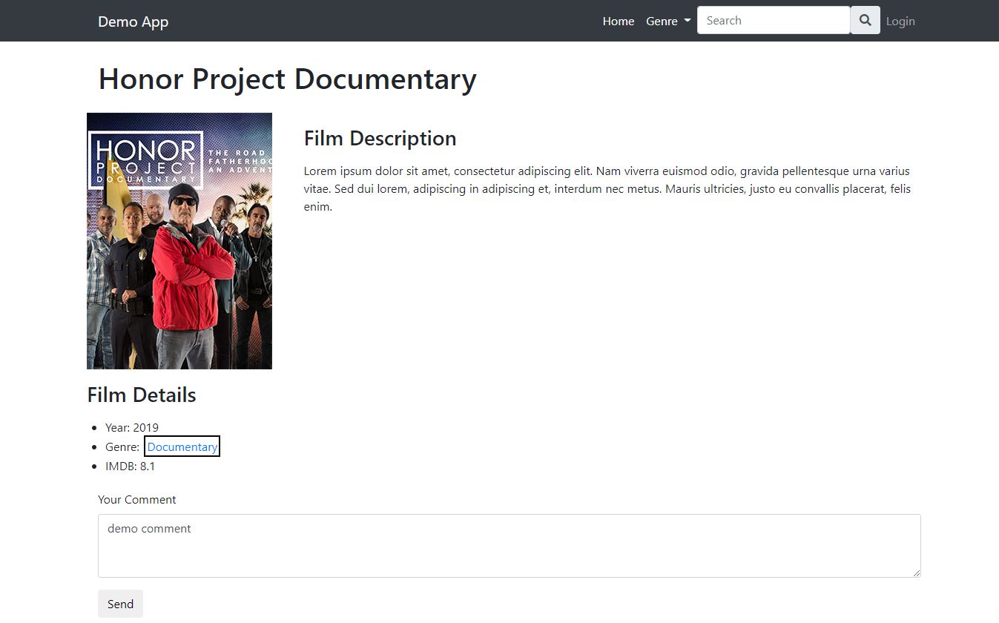 Demo App
Home Genre Search Login
Honor Project Documentary
HONOR
PROJECT
DOCUMENTARY
THE ROAD
FATHERHOO
AN ADVENT
Film Description
Lorem ipsum dolor sit amet, consectetur adipiscing elit. Nam viverra euismod odio, gravida pellentesque urna varius
vitae. Sed dui lorem, adipiscing in adipiscing et, interdum nec metus. Mauris ultricies, justo eu convallis placerat, felis
enim.
Film Details
Year: 2019
Genre: Documentary
IMDB: 8.1
Your Comment
demo comment
Send